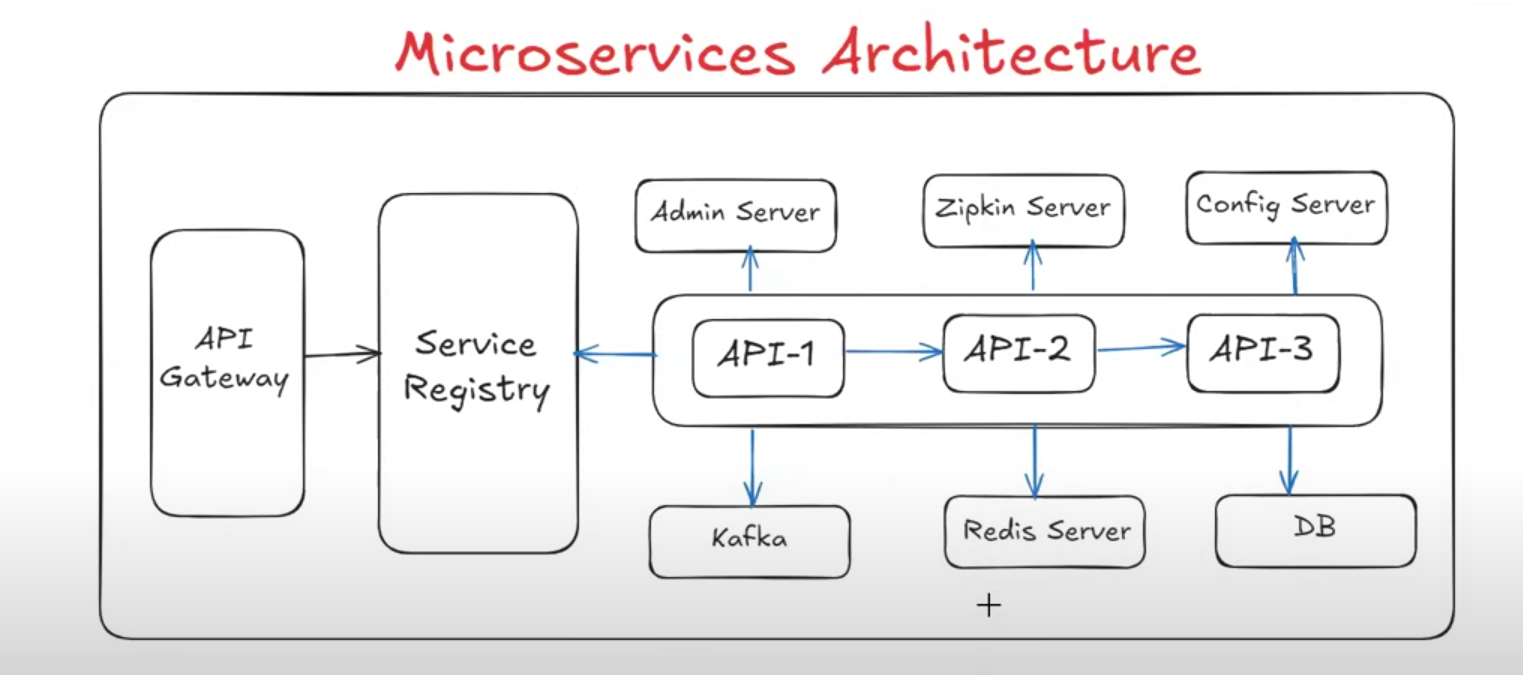 Microservices Architecture
Admin Server
Zipkin Server
Config Server
API
Gateway
Service
Registry
API-1
API-2
API-3
Kafka
Redis Server
DB